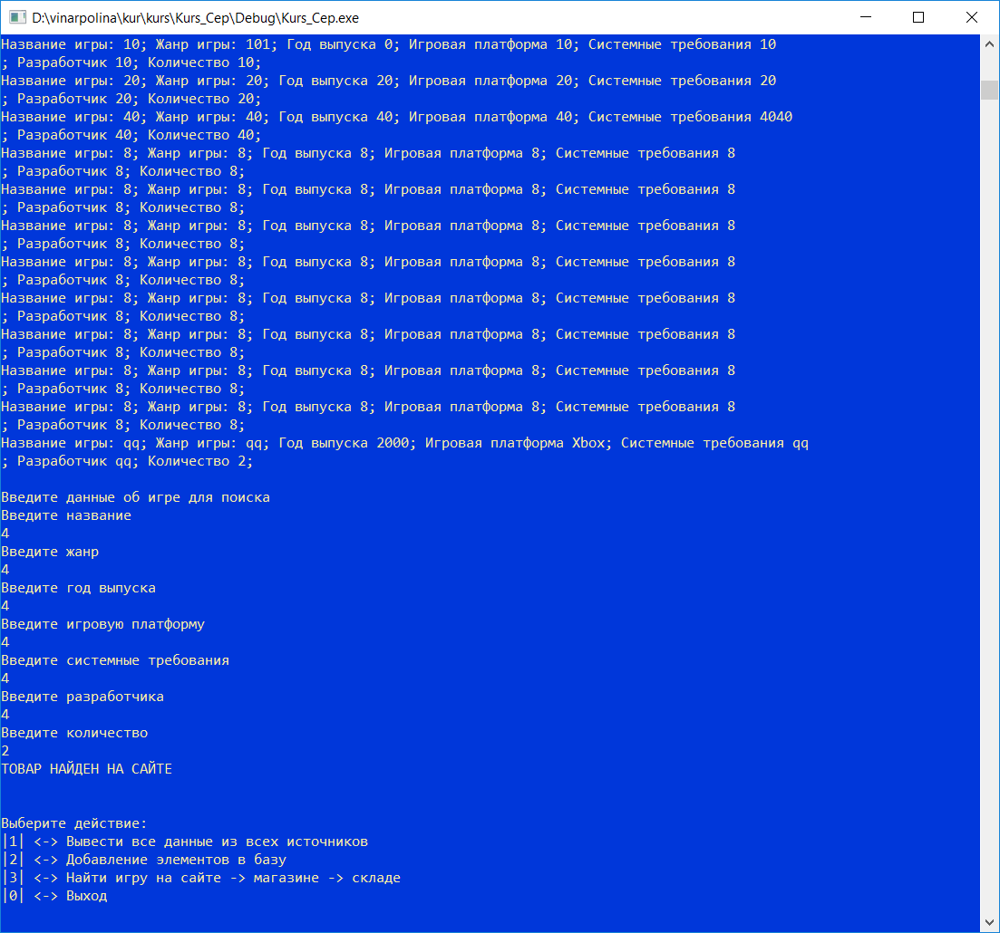 D:\vinarpolina\kur\kurs\Kurs_Cep\Debug\Kurs_Cep.exe
Название игры: 10; Жанр игры: 101; Год выпуска 0; Игровая платформа 10; Системные требования 10
; Разработчик 10; Количество 10;
Название игры: 20; Жанр игры: 20; Год выпуска 20; Игровая платформа 20; Системные требования 20
; Разработчик 20; Количество 20;
Название игры: 40; Жанр игры: 40; Год выпуска 40; Игровая платформа 40; Системные требования 4040
; Разработчик 40; Количество 40;
Название игры: 8; Жанр игры: 8; Год выпуска 8; Игровая платформа 8; Системные требования 8
; Разработчик 8; Количество 8;
Название игры: 8; Жанр игры: 8; Год выпуска 8; Игровая платформа 8; Системные требования 8
; Разработчик 8; Количество 8;
Название игры: 8; Жанр игры: 8; Год выпуска 8; Игровая платформа 8; Системные требования 8
; Разработчик 8; Количество 8;
Название игры: 8; Жанр игры: 8; Год выпуска 8; Игровая платформа 8; Системные требования 8
; Разработчик 8; Количество 8;
Название игры: 8; Жанр игры: 8; Год выпуска 8; Игровая платформа 8; Системные требования 8
; Разработчик 8; Количество 8;
Название игры: 8; Жанр игры: 8; Год выпуска 8; Игровая платформа 8; Системные требования 8
; Разработчик 8; Количество 8;
Название игры: 8; Жанр игры: 8; Год выпуска 8; Игровая платформа 8; Системные требования 8
; Разработчик 8; Количество 8;
Название игры: 8; Жанр игры: 8; Год выпуска 8; Игровая платформа 8; Системные требования 8
; Разработчик 8; Количество 8;
Название игры: qq; Жанр игры: qq; Год выпуска 2000; Игровая платформа Xbox; Системные требования qq
; Разработчик qq; Количество 2;
Введите данные об игре для поиска
Введите название
4
Введите жанр
4
Введите год выпуска
4
Введите игровую платформу
4
Введите системные требования
4
Введите разработчика
4
Введите количество
2
ТОВАР НАЙДЕН НА САЙТЕ
Выберите действие:
|1| <-> Вывести все данные из всех источников
|2| <-> Добавление элементов в базу
|3| <-> Найти игру на сайте -> магазине -> складе
|0| <-> Выход